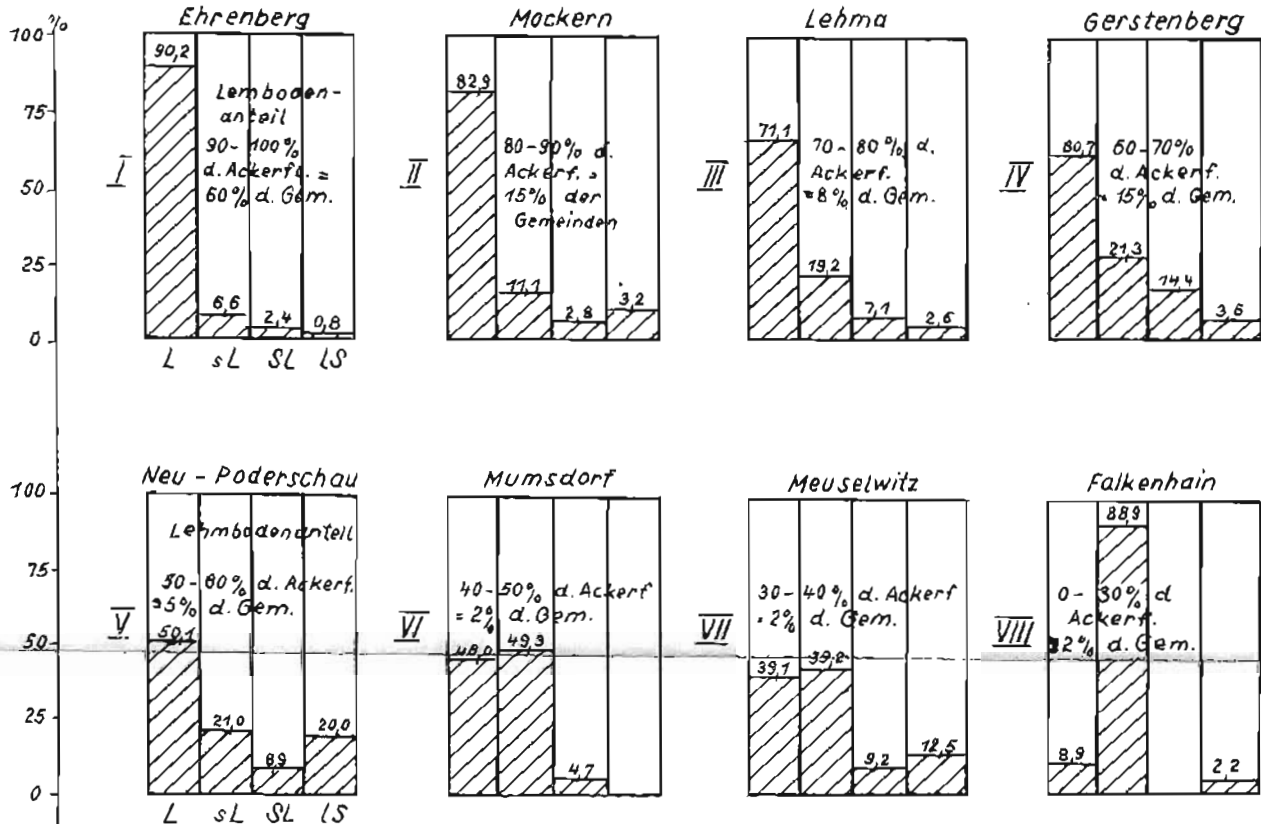 %
Ehrenberg
100
90,2
75
50
25
0
I
Lemboden-
anteil
90-100%
d.Ackerfl. =
60% d. Gem.
6,6
2,4
0,8
L sL SL lS
Mockern
II
82,9
80-90% d.
Ackerf. =
15% der
Gemeinden
11,1
2,8
3,2
Lehma
III
71,1
70-80% d.
Ackerf.
=8% d. Gem.
19,2
7,1
2,6
Gerstenberg
IV
60,7
60-70%
d. Ackerf.
= 15% d. Gem.
21,3
14,4
3,6
Neu-Poderschau
100
75
50
25
0
V
Lehmbodenanteil
50-60% d. Ackerf.
=5% d. Gem.
50,1
21,0
8,9
20,0
L sL SL lS
Mumsdorf
VI
40-50% d. Ackerf
=2% d. Gem.
46,0
49,3
4,7
Meuselwitz
VII
30-40% d. Ackerf
=2% d. Gem.
39,1
39,2
9,2
12,5
Falkenhain
VIII
88,9
0-30% d
Ackerf.
=2% d. Gem.
8,9
2,2